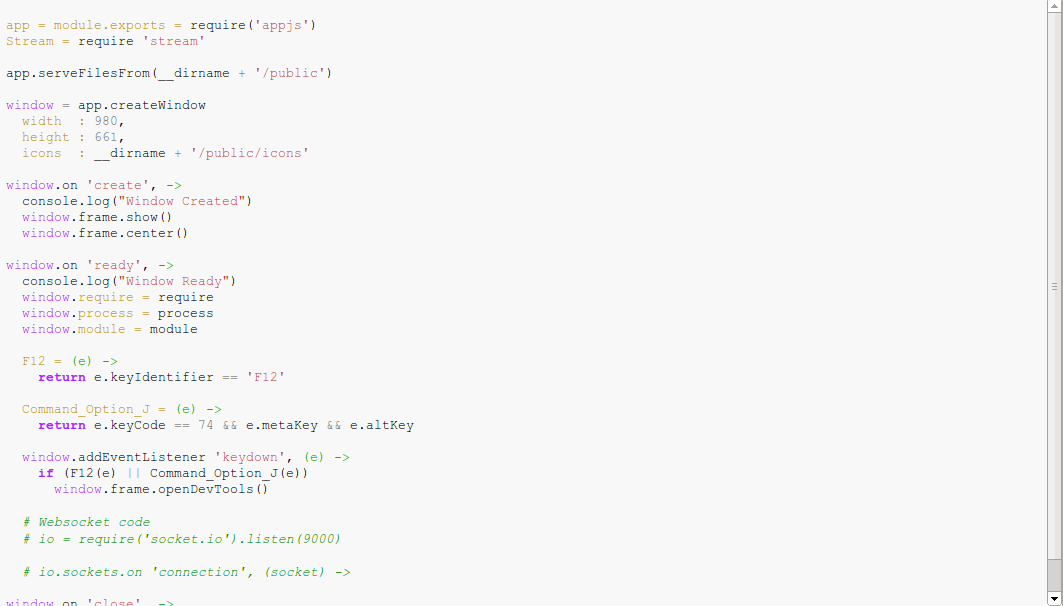 app = module.exports = require('appjs')
Stream = require 'stream'
app.serveFilesFrom(__dirname + '/public')
window = app.createWindow
  width  : 980,
  height : 661,
  icons  : __dirname + '/public/icons'
window.on 'create', ->
  console.log("Window Created")
  window.frame.show()
  window.frame.center()
window.on 'ready', ->
  console.log("Window Ready")
  window.require = require
  window.process = process
  window.module = module
  F12 = (e) ->
    return e.keyIdentifier == 'F12'
  Command_Option_J = (e) ->
    return e.keyCode == 74 && e.metaKey && e.altKey
  window.addEventListener 'keydown', (e) ->
    if (F12(e) || Command_Option_J(e))
      window.frame.openDevTools()
  # Websocket code
  # io = require('socket.io').listen(9000)
  # io.sockets.on 'connection', (socket) ->
window.on 'close', ->